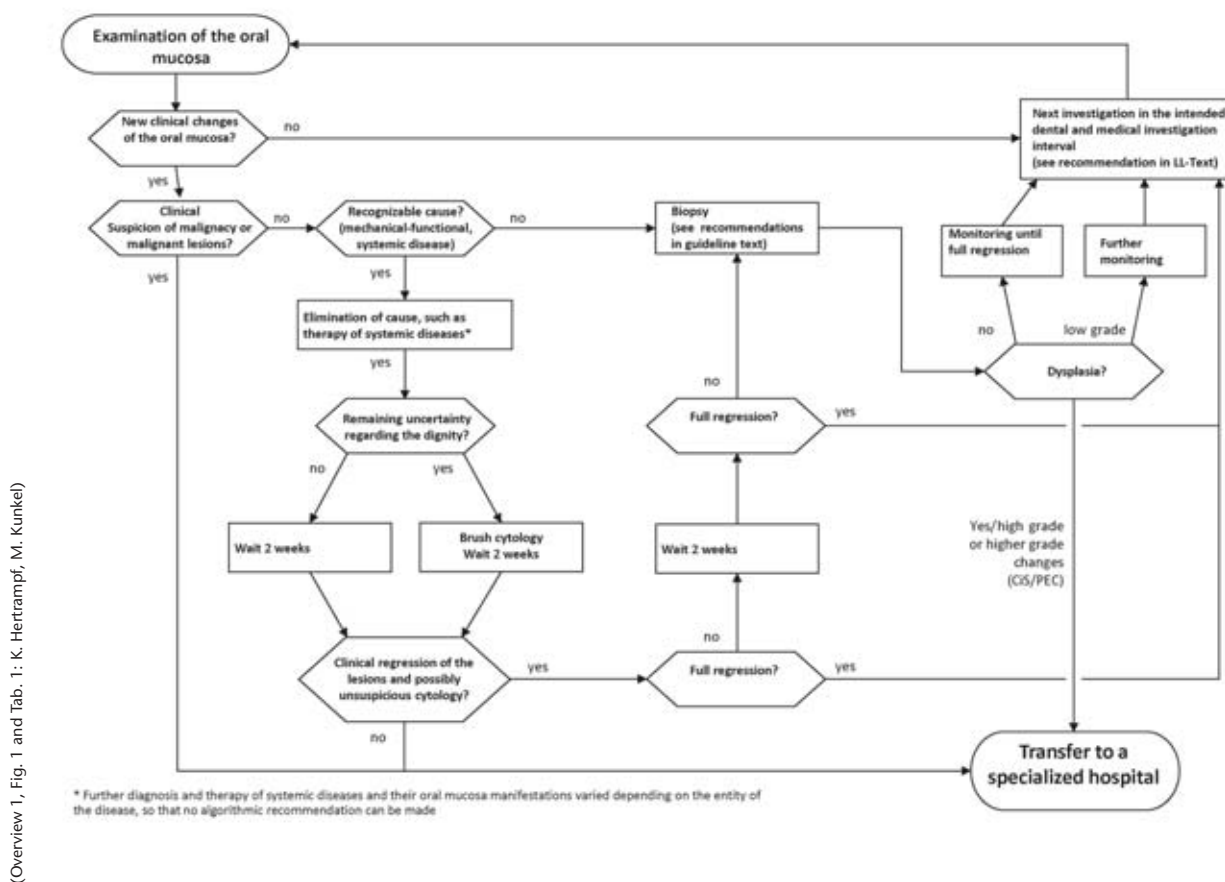 Examination of the oral
mucosa
New clinical changes
of the oral mucosa?
no
Next investigation in the intended
dental and medical investigation
interval
(see recommendation in LL-Text)
yes
Clinical
Suspicion of malignacy or
malignant lesions?
no
Recognizable cause?
(mechanical-functional,
systemic disease)
no
Biopsy
(see recommendations
in guideline text)
Monitoring until
full regression
Further
monitoring
yes
yes
Elimination of cause, such as
therapy of systemic diseases*
no
low grade
yes
Dysplasia?
no
Remaining uncertainty
regarding the dignity?
Full regression?
yes
no
yes
Wait 2 weeks
Brush cytology
Wait 2 weeks
Wait 2 weeks
Yes/high grade
or higher grade
changes
(CiS/PEC)
no
Clinical regression of the
lesions and possibly
unsuspicious cytology?
yes
Full regression?
yes
no
Transfer to a
specialized hospital
* Further diagnosis and therapy of systemic diseases and their oral mucosa manifestations varied depending on the entity of
the disease, so that no algorithmic recommendation can be made
(Overview 1, Fig. 1 and Tab. 1: K. Hertrampf, M. Kunkel)